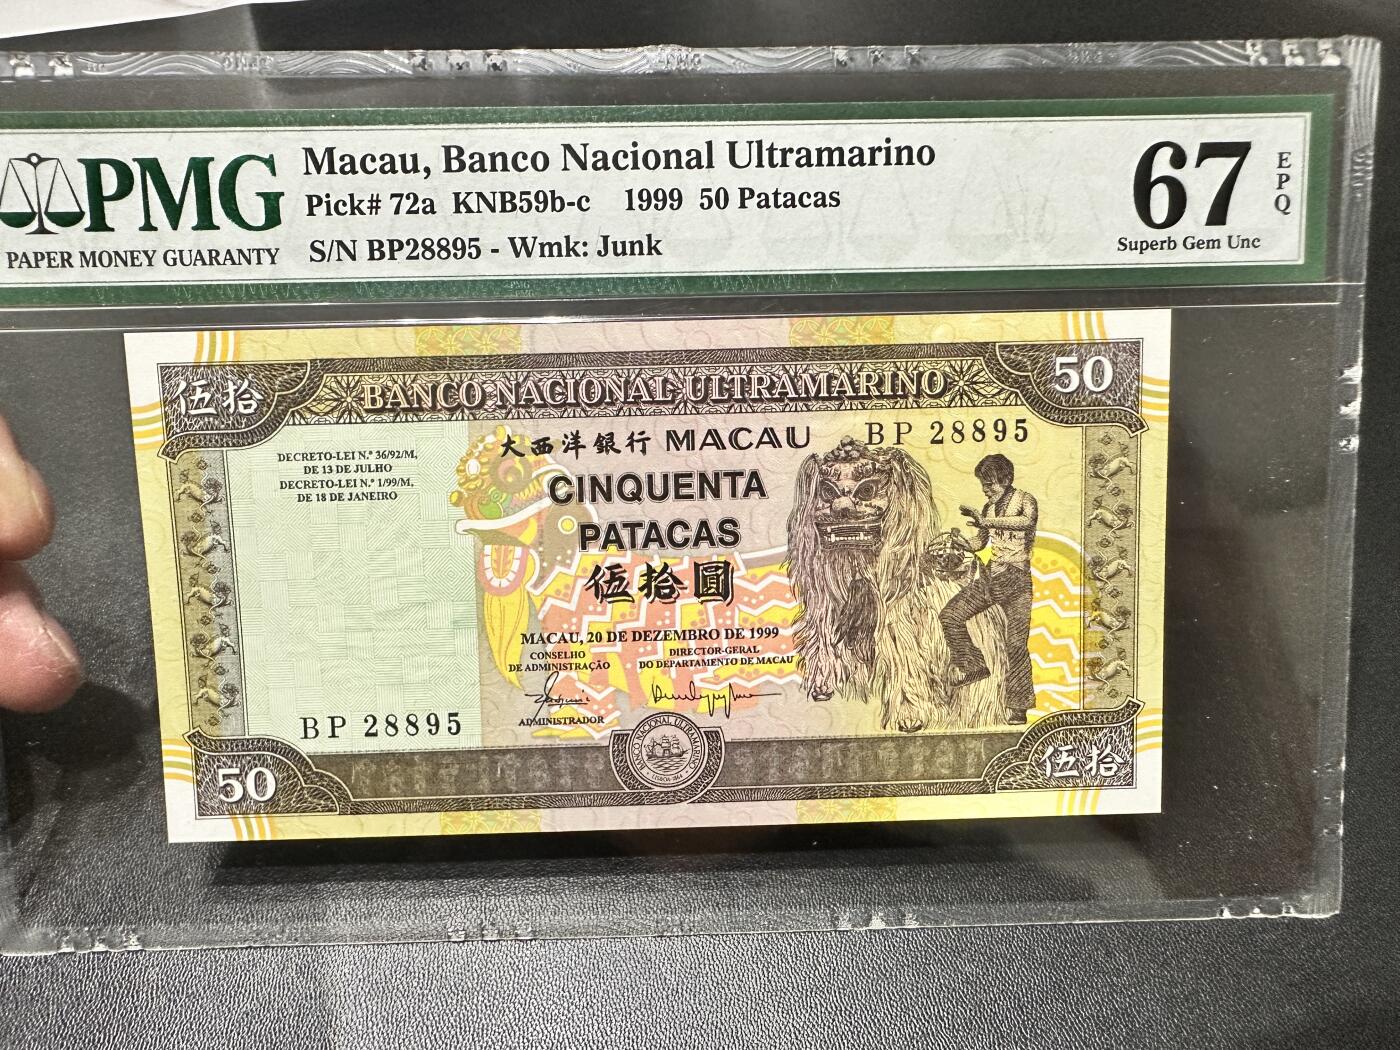 PMG
PAPER MONEY GUARANTY
Macau, Banco Nacional Ultramarino
Pick# 72a KNB59b-c 1999 50 Patacas
S/N BP28895 - Wmk: Junk
67
EPQ
Superb Gem Unc
伍拾
BANCO NACIONAL ULTRAMARINO
50
大西洋銀行 MACAU
BP 28895
DECRETO-LEI N.º 36/92/M,
DE 13 DE JULHO
DECRETO-LEI N.º 1/99/M,
DE 18 DE JANEIRO
CINQUENTA
PATACAS
伍拾圓
MACAU, 20 DE DEZEMBRO DE 1999
CONSELHO
DE ADMINISTRAÇÃO
DIRECTOR-GERAL
DO DEPARTAMENTO DE MACAU
ADMINISTRADOR
BP 28895
BANCO NACIONAL ULTRAMARINO
LISBOA 1864
50
伍拾